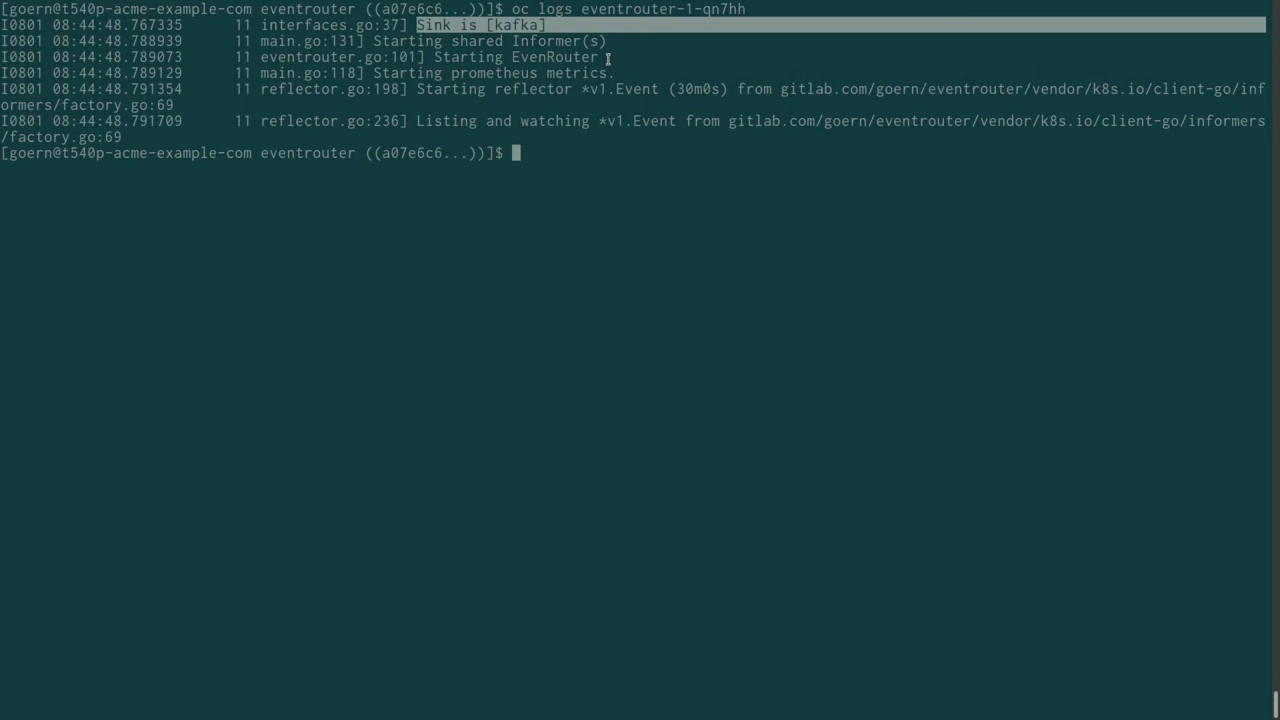 [goern@t540p-acme-example-com eventrouter ((a07e6c6...))]$ oc logs eventrouter-1-qn7hh
I0801 08:44:48.767335      11 interfaces.go:37] Sink is [kafka]
I0801 08:44:48.788939      11 main.go:131] Starting shared Informer(s)
I0801 08:44:48.789073      11 eventrouter.go:101] Starting EvenRouter
I0801 08:44:48.789129      11 main.go:118] Starting prometheus metrics.
I0801 08:44:48.791354      11 reflector.go:198] Starting reflector *v1.Event (30m0s) from gitlab.com/goern/eventrouter/vendor/k8s.io/client-go/inf
ormers/factory.go:69
I0801 08:44:48.791709      11 reflector.go:236] Listing and watching *v1.Event from gitlab.com/goern/eventrouter/vendor/k8s.io/client-go/informers
/factory.go:69
[goern@t540p-acme-example-com eventrouter ((a07e6c6...))]$